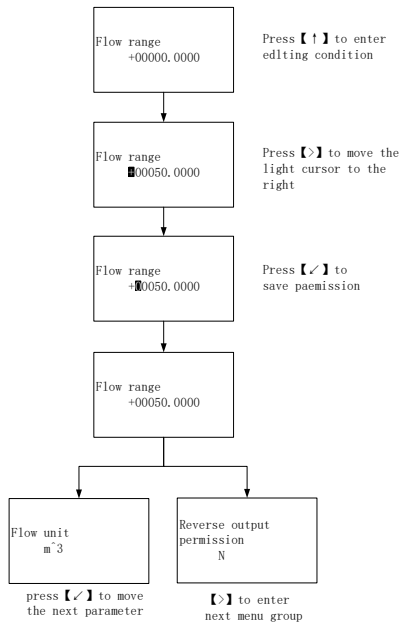 Flow range
+00000.0000
Press【↑】to enter
edlting condition
Flow range
+00050.0000
Press【>】to move the
light cursor to the
right
Flow range
+00050.0000
Press【↙】to
save paemission
Flow range
+00050.0000
Flow unit
m^3
Reverse output
permission
N
press【↙】to move
the next parameter
【>】to enter
next menu group